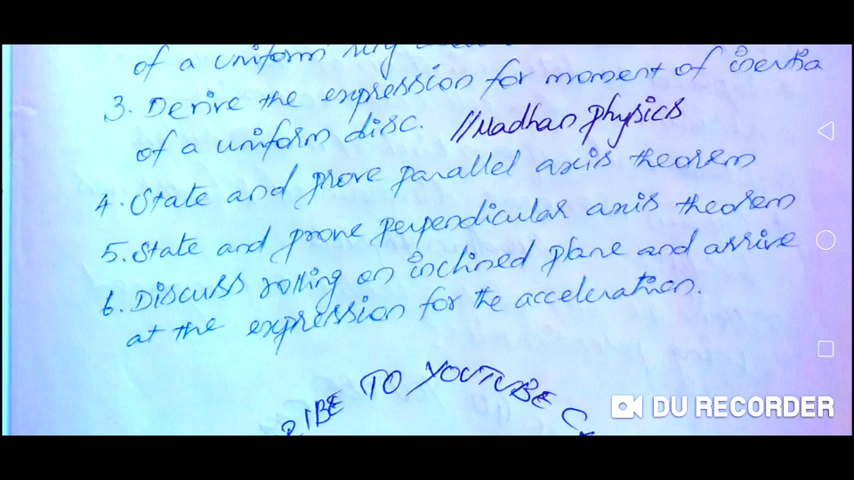 of a uniform
3. Derive the expression for moment of inertia
of a uniform disc. //Madhan physics
4. State and prove parallel axis theorem
5. State and prove perpendicular axis theorem
6. Discuss rolling on inclined plane and arrive
at the expression for the acceleration.
RIBE TO YOUTUBE C
DU RECORDER